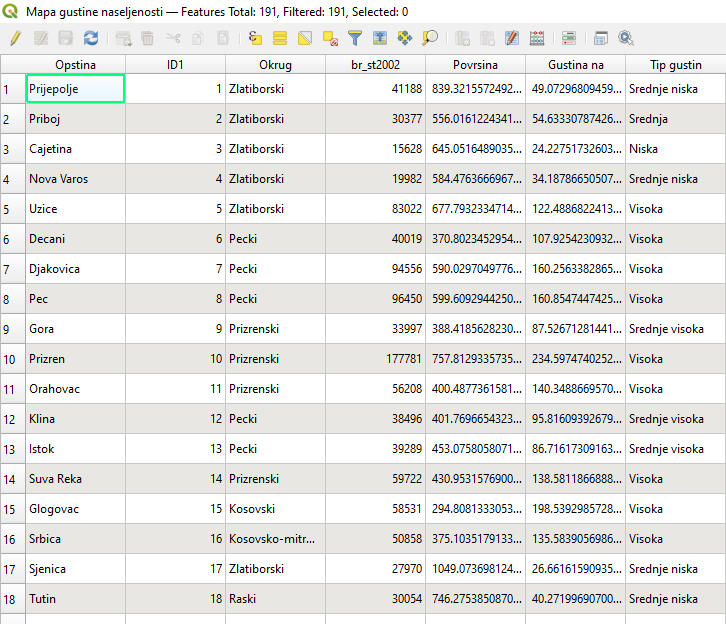 Mapa gustine naseljenosti — Features Total: 191, Filtered: 191, Selected: 0
Opstina ID1 Okrug br_st2002 Povrsina Gustina na Tip gustin
1 Prijepolje 1 Zlatiborski 41188 839.3215572492... 49.07296809459... Srednje niska
2 Priboj 2 Zlatiborski 30377 556.0161224341... 54.63330787426... Srednja
3 Cajetina 3 Zlatiborski 15628 645.0516489035... 24.22751732603... Niska
4 Nova Varos 4 Zlatiborski 19982 584.4763666967... 34.18786650507... Srednje niska
5 Uzice 5 Zlatiborski 83022 677.7932334714... 122.4886822413... Visoka
6 Decani 6 Pecki 40019 370.8023452954... 107.9254230932... Visoka
7 Djakovica 7 Pecki 94556 590.0297049776... 160.2563382865... Visoka
8 Pec 8 Pecki 96450 599.6092944250... 160.8547447425... Visoka
9 Gora 9 Prizrenski 33997 388.4185628230... 87.52671281441... Srednje visoka
10 Prizren 10 Prizrenski 177781 757.8129335735... 234.5974740252... Visoka
11 Orahovac 11 Prizrenski 56208 400.4877361581... 140.3488669570... Visoka
12 Klina 12 Pecki 38496 401.7696654323... 95.81609392679... Srednje visoka
13 Istok 13 Pecki 39289 453.0758058071... 86.71617309163... Srednje visoka
14 Suva Reka 14 Prizrenski 59722 430.9531576900... 138.5811866888... Visoka
15 Glogovac 15 Kosovski 58531 294.8081333053... 198.5392985728... Visoka
16 Srbica 16 Kosovsko-mitr... 50858 375.1035179133... 135.5839056986... Visoka
17 Sjenica 17 Zlatiborski 27970 1049.073698124... 26.66161590935... Srednje niska
18 Tutin 18 Raski 30054 746.2753850870... 40.27199690700... Srednje niska